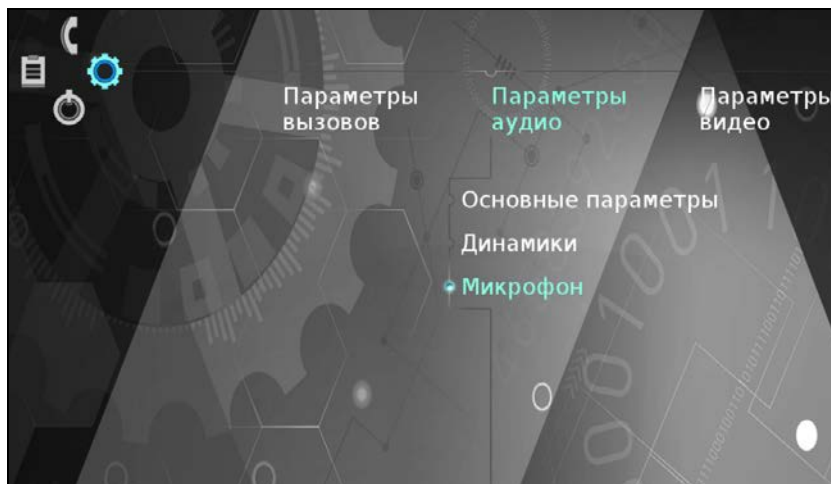 Параметры
вызовов
Параметры
аудио
Параметры
видео
Основные параметры
Динамики
Микрофон